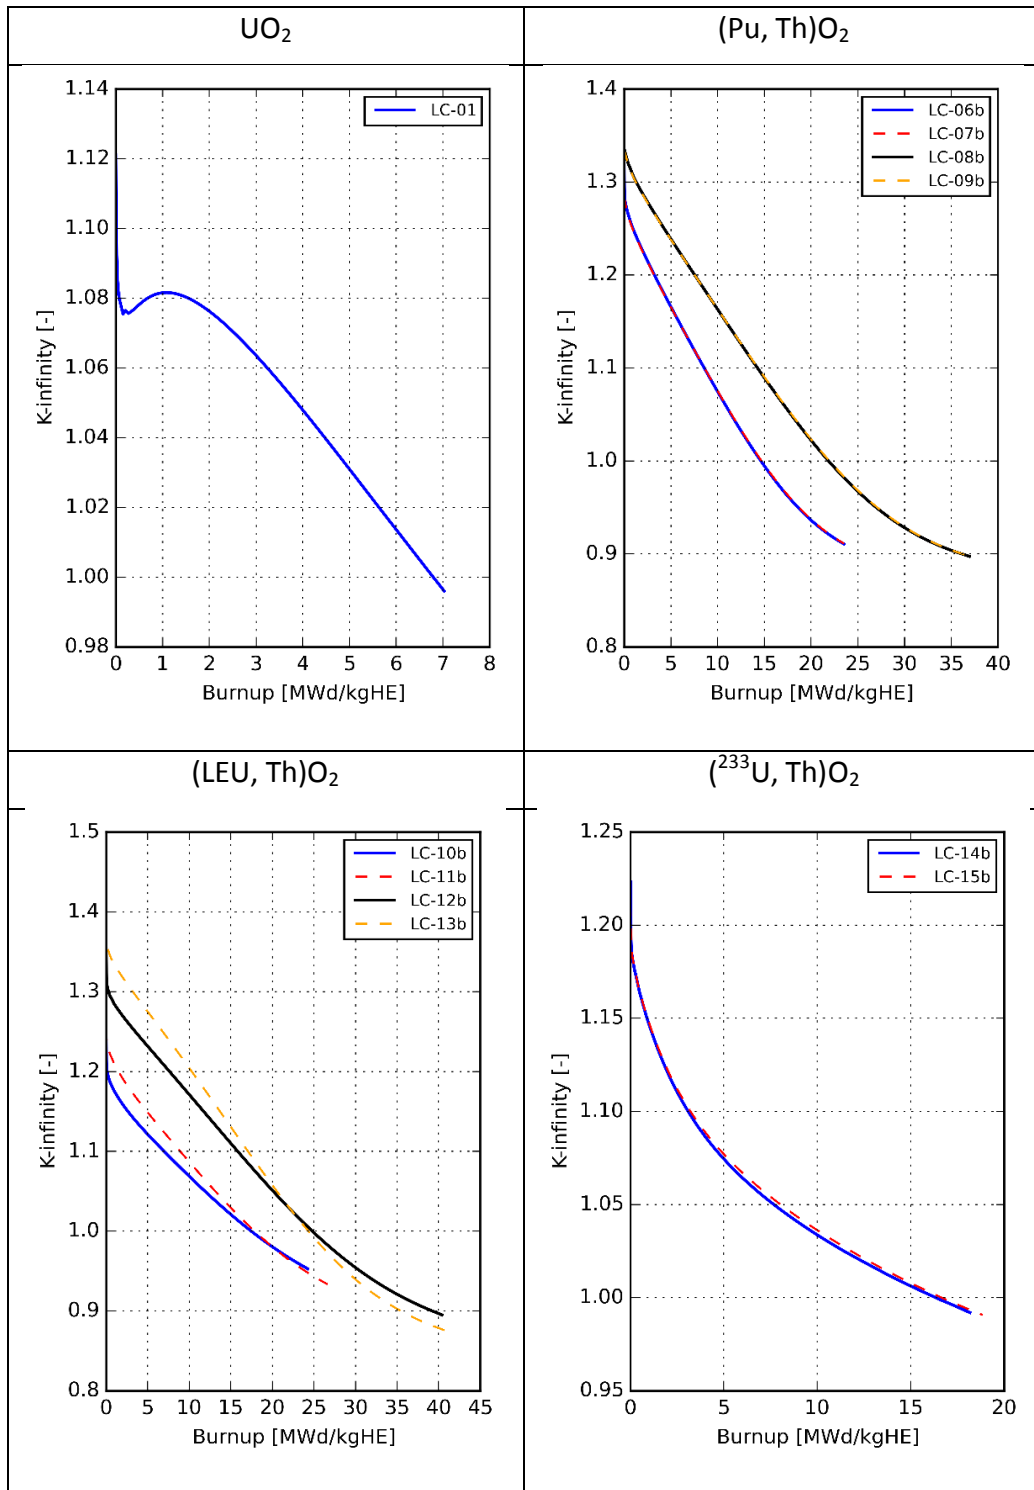 UO₂
(Pu, Th)O₂
1.14
1.12
1.10
1.08
1.06
1.04
1.02
1.00
0.98
K-infinity [-]
LC-01
0 1 2 3 4 5 6 7 8
Burnup [MWd/kgHE]
1.4
1.3
1.2
1.1
1.0
0.9
0.8
K-infinity [-]
LC-06b
LC-07b
LC-08b
LC-09b
0 5 10 15 20 25 30 35 40
Burnup [MWd/kgHE]
(LEU, Th)O₂
(²³³U, Th)O₂
1.5
1.4
1.3
1.2
1.1
1.0
0.9
0.8
K-infinity [-]
LC-10b
LC-11b
LC-12b
LC-13b
0 5 10 15 20 25 30 35 40 45
Burnup [MWd/kgHE]
1.25
1.20
1.15
1.10
1.05
1.00
0.95
K-infinity [-]
LC-14b
LC-15b
0 5 10 15 20
Burnup [MWd/kgHE]